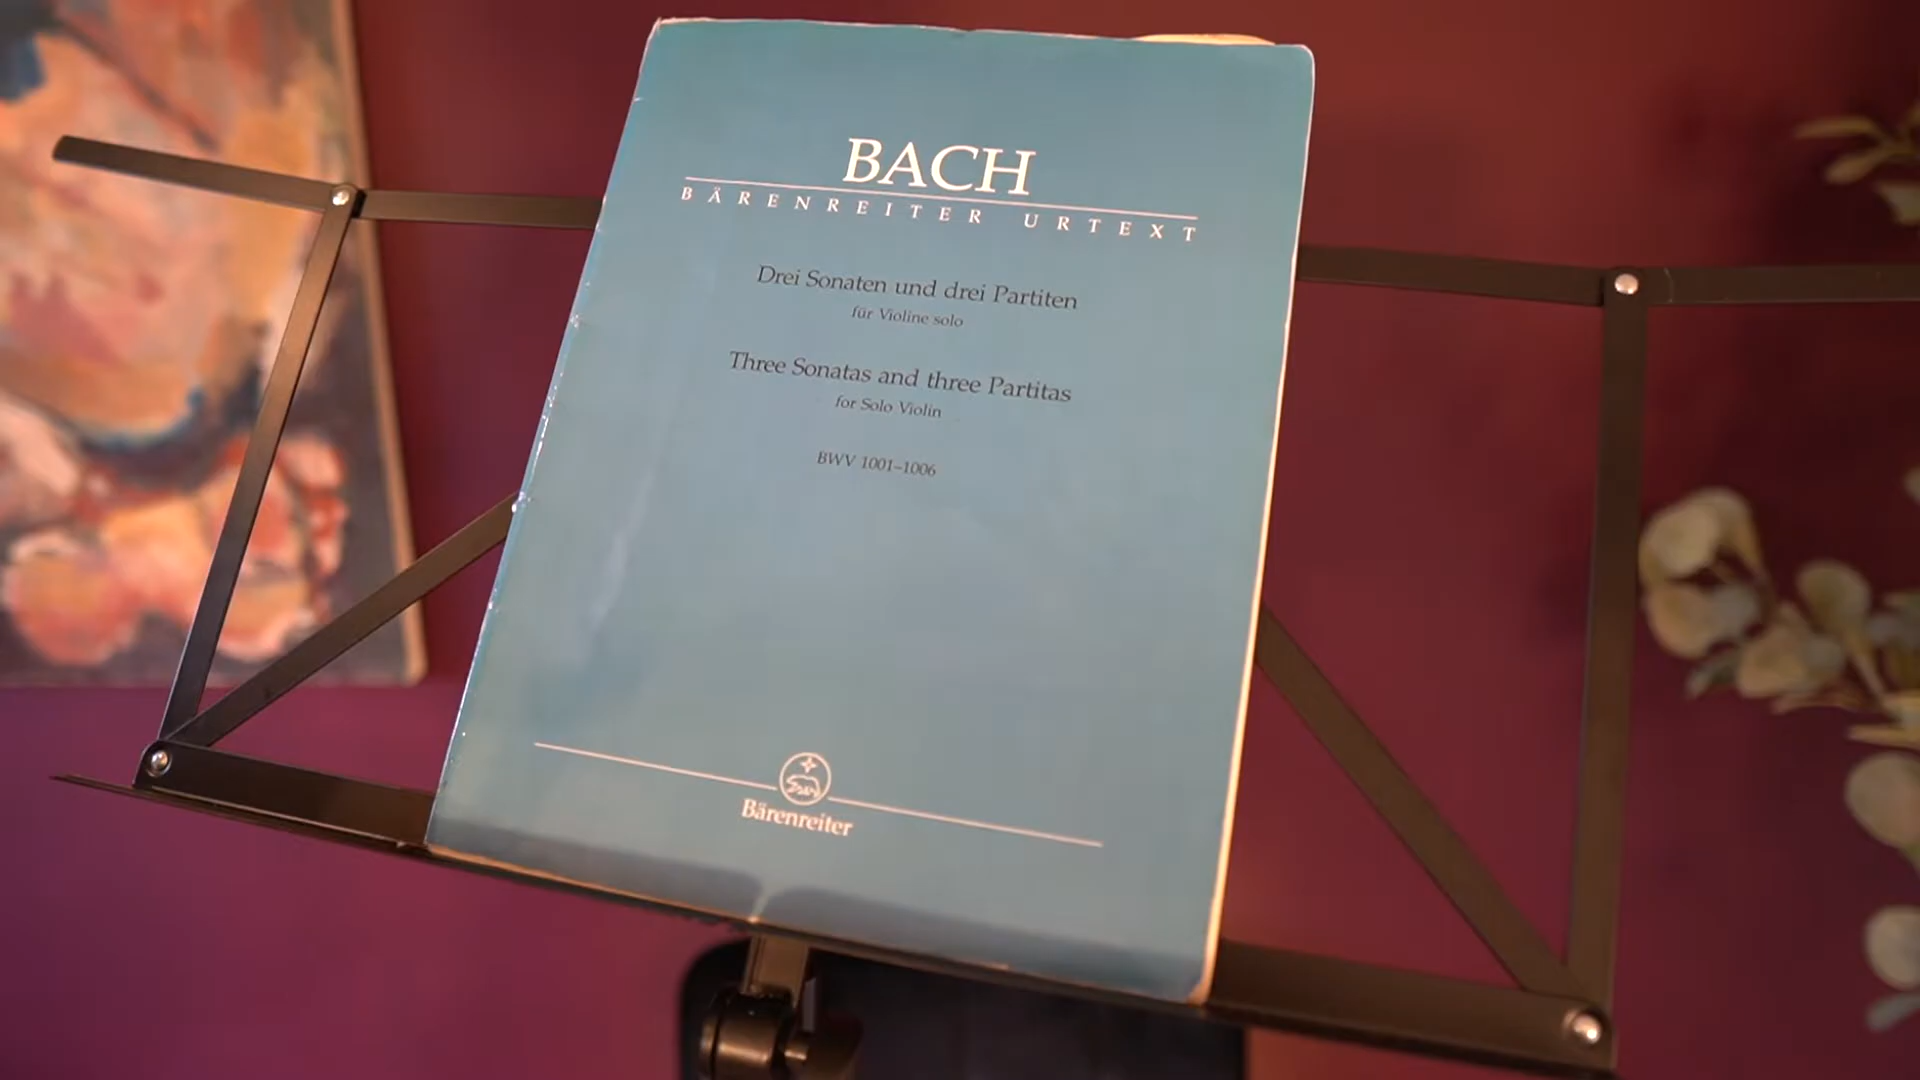 BACH
BÄRENREITER URTEXT
Drei Sonaten und drei Partiten
für Violine solo
Three Sonatas and three Partitas
for Solo Violin
BWV 1001–1006
Bärenreiter